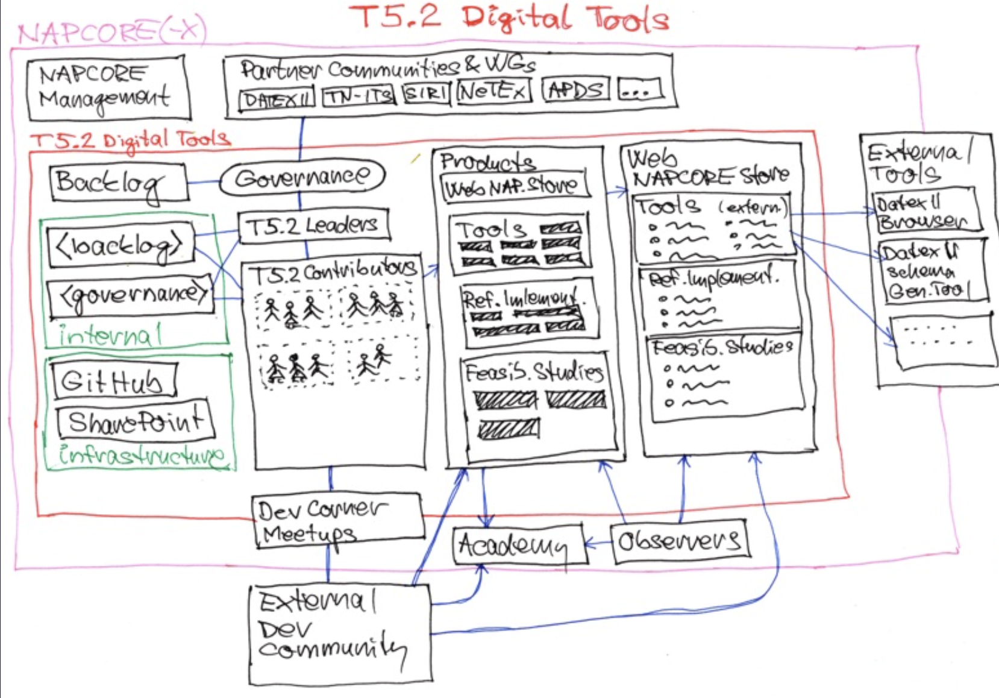 T5.2 Digital Tools
NAPCORE(-X)
NAPCORE
Management
Partner Communities & WGs
DATEX II
TN-ITS
SIRI
NeTEx
APDS
...
T5.2 Digital Tools
Backlog
Governance
<backlog>
<governance>
internal
GitHub
SharePoint
infrastructure
T5.2 Leaders
T5.2 Contributors
Products
Web NAP.Store
Tools
Ref. Imlement.
Feasib. Studies
Web
NAPCORE Store
Tools (extern.)
Ref. Implement.
Feasib. Studies
External
Tools
Datex II
Browser
Datex II
schema
Gen.Tool
Dev Corner
Meetups
Academy
Observers
External
Dev
Community